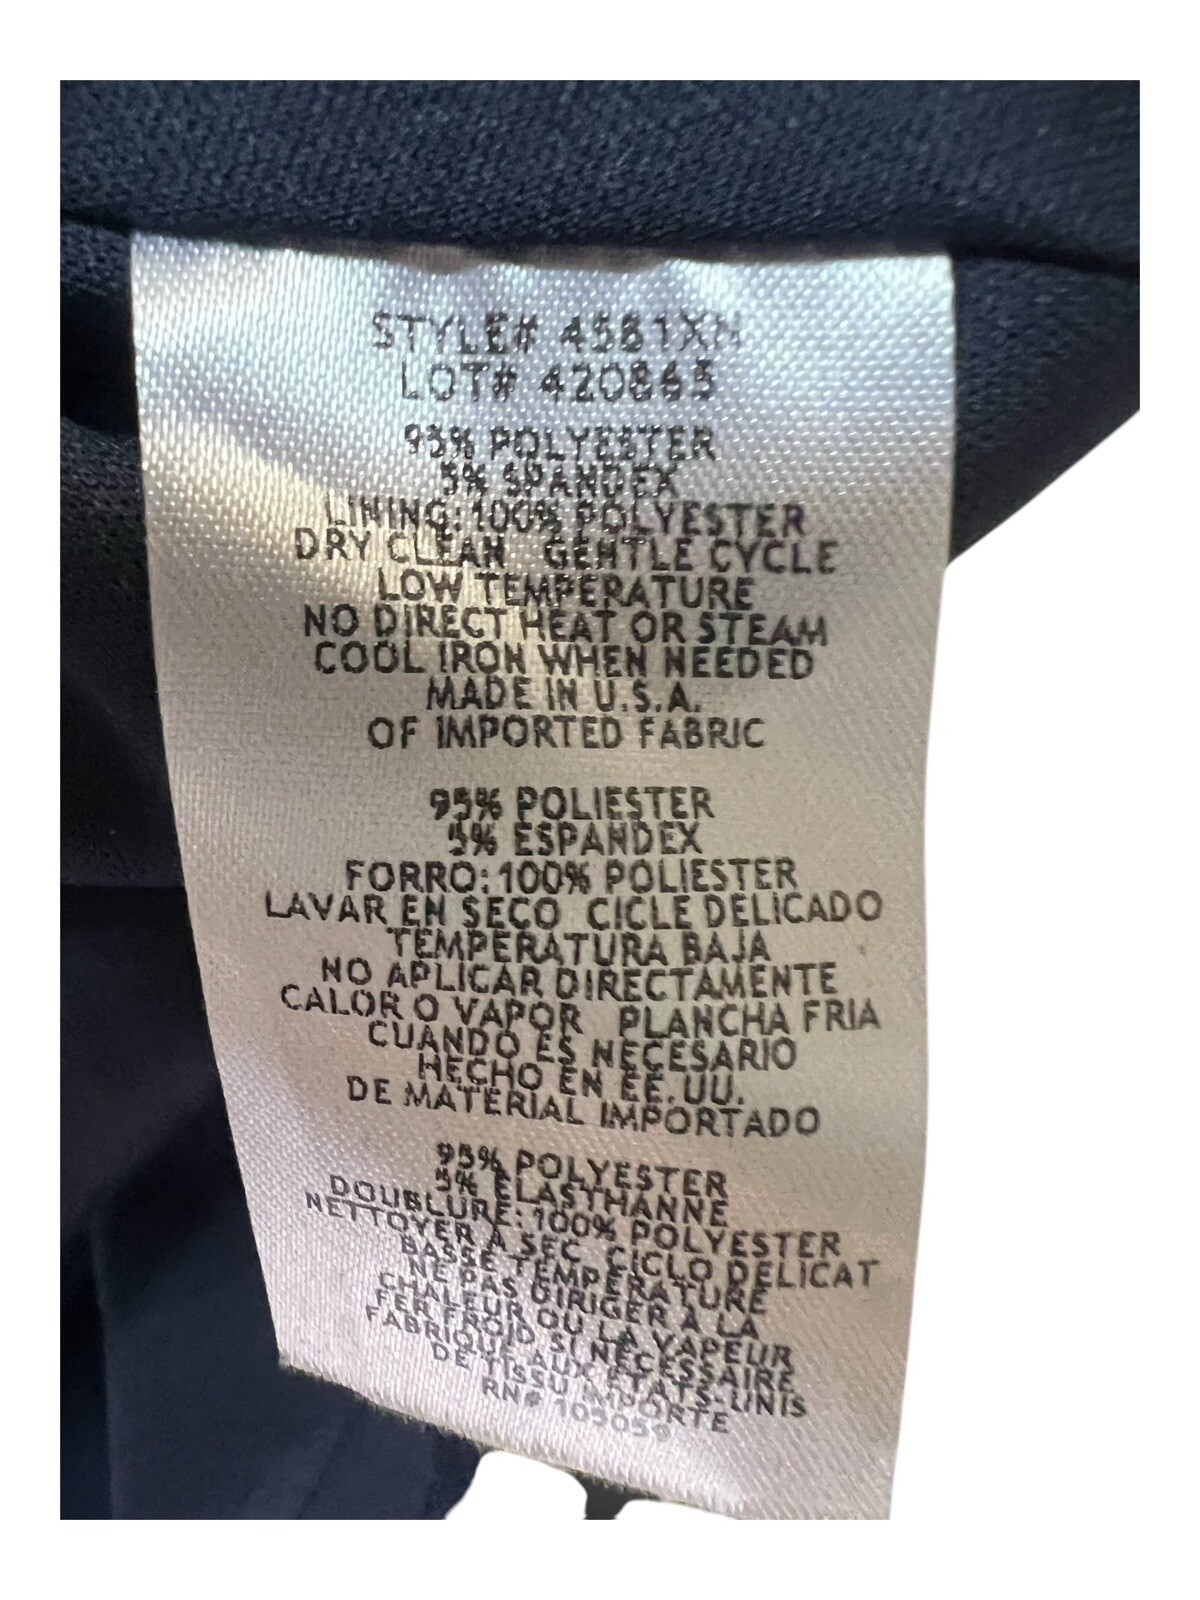 STYLE# 4581XN
LOT# 420863
95% POLYESTER
5% SPANDEX
LINING: 100% POLYESTER
DRY CLEAN GENTLE CYCLE
LOW TEMPERATURE
NO DIRECT HEAT OR STEAM
COOL IRON WHEN NEEDED
MADE IN U.S.A.
OF IMPORTED FABRIC
95% POLIESTER
5% ESPANDEX
FORRO: 100% POLIESTER
LAVAR EN SECO CICLE DELICADO
TEMPERATURA BAJA
NO APLICAR DIRECTAMENTE
CALOR O VAPOR PLANCHA FRIA
CUANDO ES NECESARIO
HECHO EN EE.UU.
DE MATERIAL IMPORTADO
95% POLYESTER
5% ELASTHANNE
DOUBLURE: 100% POLYESTER
NETTOYER A SEC CICLO DELICAT
BASSE TEMPERATURE
NE PAS DIRIGER A LA
CHALEUR OU LA VAPEUR
FER FROID SI NECESSAIRE
FABRIQUE AUX ETATS-UNIS
DE TISSU IMPORTE
RN# 105059